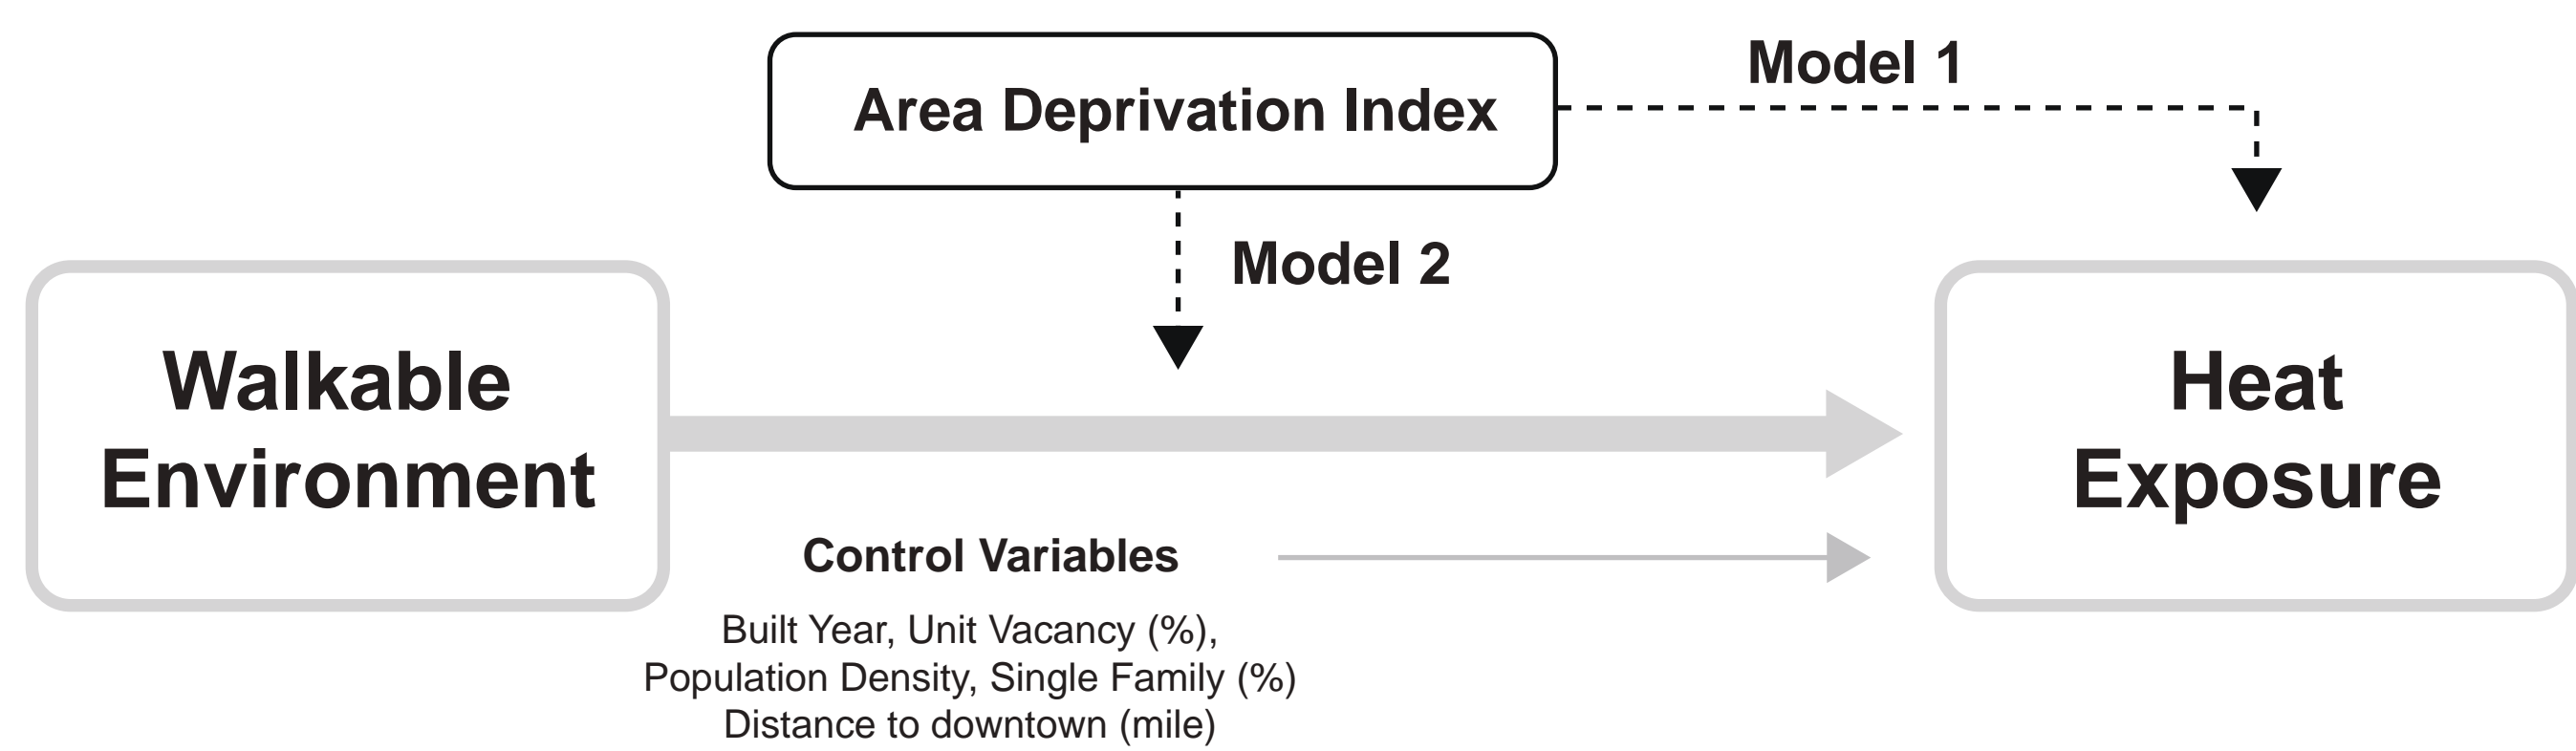 Model 1
Area Deprivation Index
Model 2
Walkable
Environment
Heat
Exposure
Control Variables
Built Year, Unit Vacancy (%),
Population Density, Single Family (%)
Distance to downtown (mile)